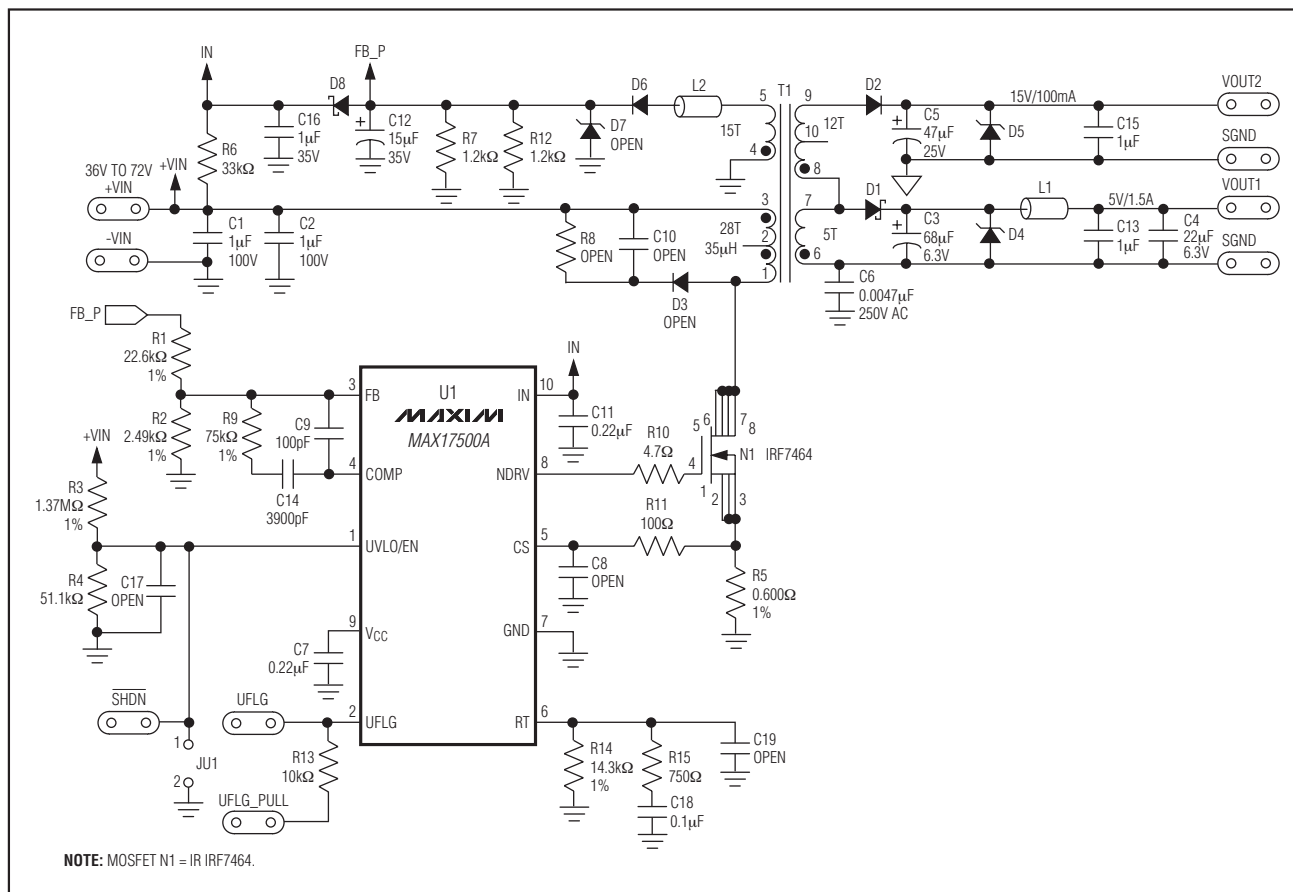 IN
FB_P
D8
D6
L2
T1
D2
VOUT2
5
9
15V/100mA
C16
1µF
35V
+
C12
15µF
35V
R7
1.2kΩ
R12
1.2kΩ
D7
OPEN
15T
4
10
12T
8
+
C5
47µF
25V
D5
C15
1µF
SGND
R6
33kΩ
36V TO 72V
+VIN
+VIN
3
7
D1
L1
5V/1.5A
VOUT1
-VIN
C1
1µF
100V
C2
1µF
100V
R8
OPEN
C10
OPEN
28T
35µH
2
1
5T
6
+
C3
68µF
6.3V
D4
C13
1µF
C4
22µF
6.3V
SGND
D3
OPEN
C6
0.0047µF
250V AC
FB_P
R1
22.6kΩ
1%
R2
2.49kΩ
1%
R9
75kΩ
1%
C9
100pF
C14
3900pF
3
FB
4
COMP
U1
MAXIM
MAX17500A
IN
10
IN
C11
0.22µF
NDRV
8
R10
4.7Ω
5
6
7
8
4
N1 IRF7464
1
2
3
+VIN
R3
1.37MΩ
1%
1
UVLO/EN
CS
5
R11
100Ω
C8
OPEN
R4
51.1kΩ
C17
OPEN
R5
0.600Ω
1%
9
VCC
C7
0.22µF
GND
7
SHDN
UFLG
2
UFLG
RT
6
1
JU1
2
R13
10kΩ
UFLG_PULL
R14
14.3kΩ
1%
R15
750Ω
C18
0.1µF
C19
OPEN
NOTE: MOSFET N1 = IR IRF7464.